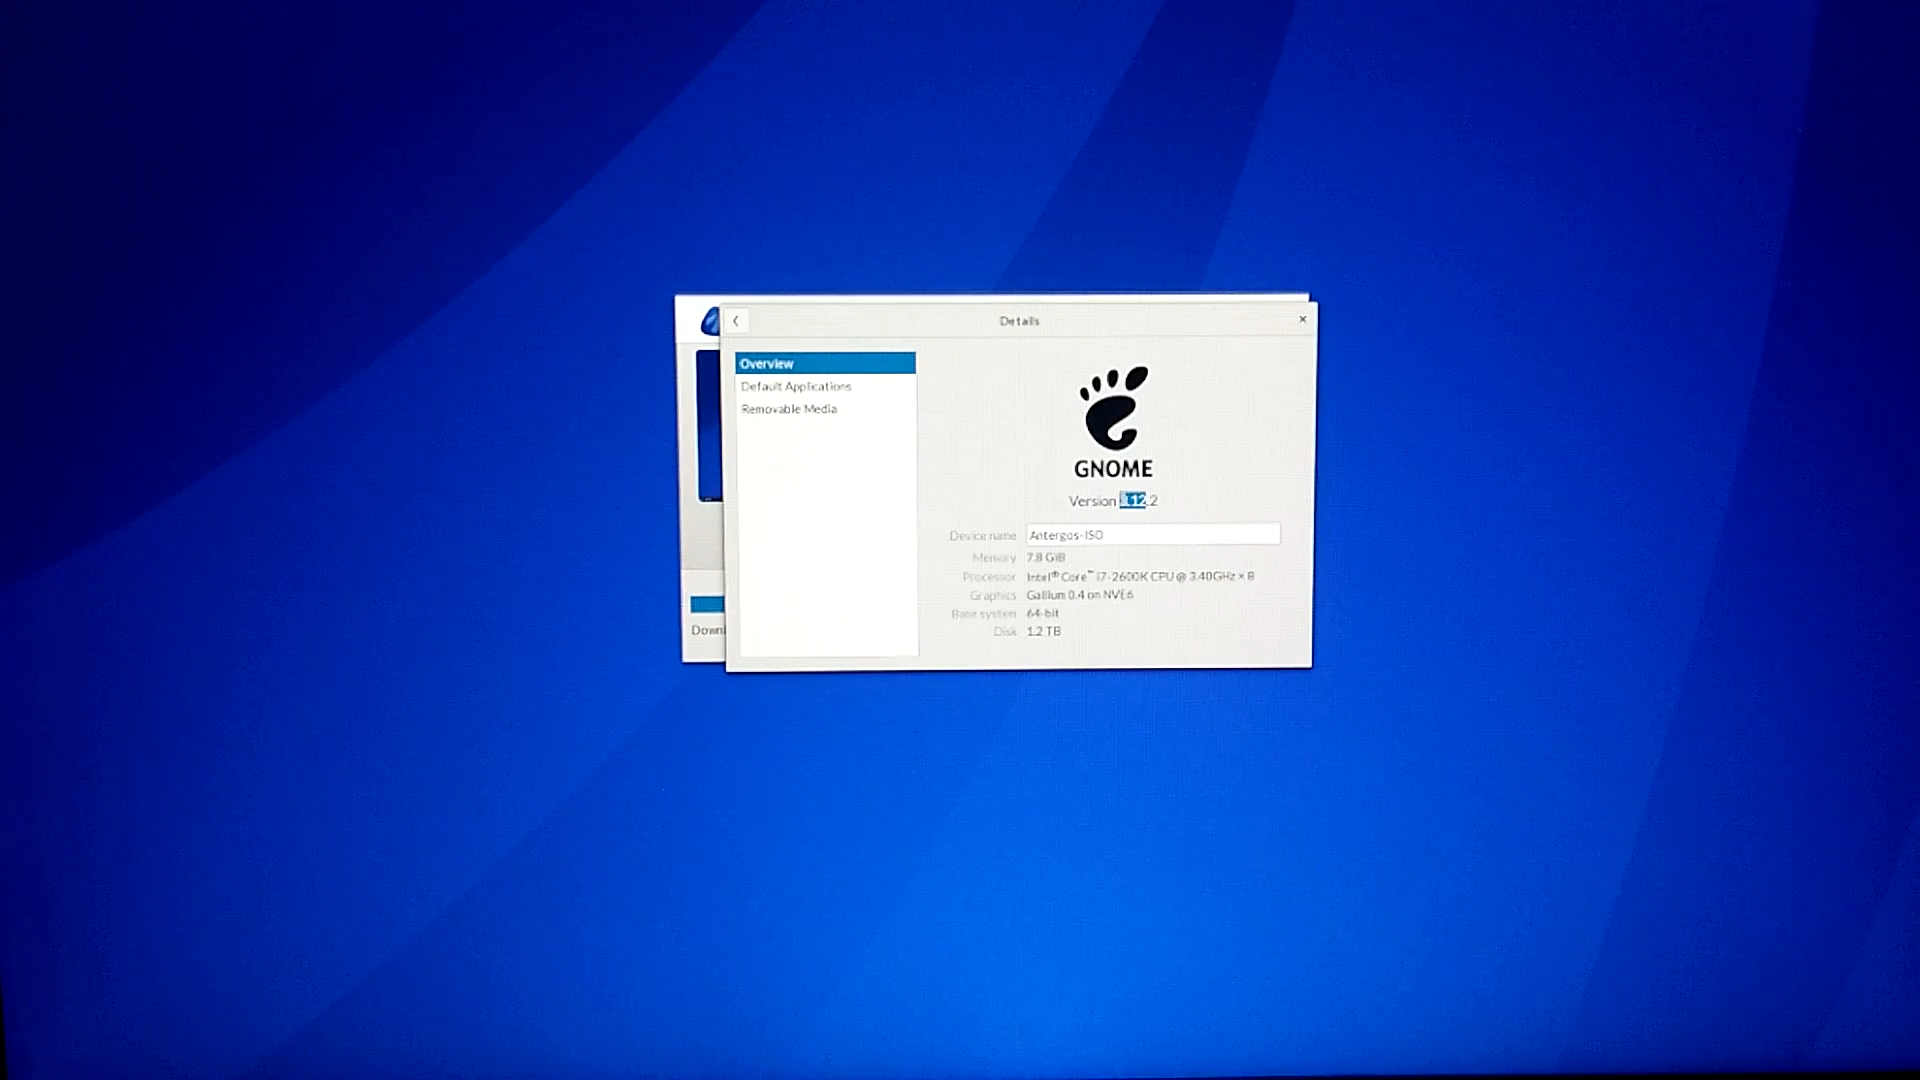 Details
Overview
Default Applications
Removable Media
GNOME
Version 3.12.2
Device name Antergos-ISO
Memory 7.8 GiB
Processor Intel® Core™ i7-2600K CPU @ 3.40GHz × 8
Graphics Gallium 0.4 on NVE6
Base system 64-bit
Disk 1.2 TB